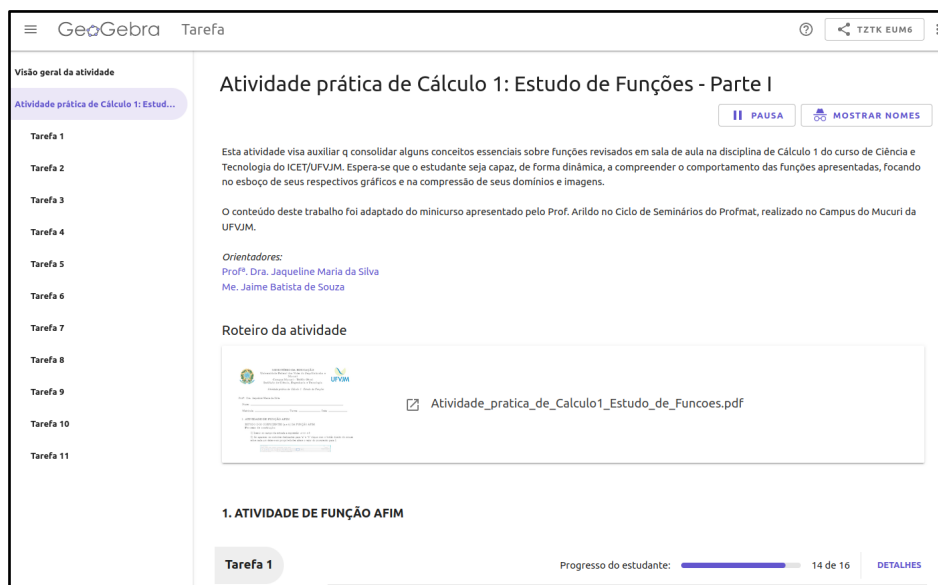 GeoGebra Tarefa
TZTK EUM6
Visão geral da atividade
Atividade prática de Cálculo 1: Estud...
Tarefa 1
Tarefa 2
Tarefa 3
Tarefa 4
Tarefa 5
Tarefa 6
Tarefa 7
Tarefa 8
Tarefa 9
Tarefa 10
Tarefa 11
Atividade prática de Cálculo 1: Estudo de Funções - Parte I
PAUSA
MOSTRAR NOMES
Esta atividade visa auxiliar q consolidar alguns conceitos essenciais sobre funções revisados em sala de aula na disciplina de Cálculo 1 do curso de Ciência e
Tecnologia do ICET/UFVJM. Espera-se que o estudante seja capaz, de forma dinâmica, a compreender o comportamento das funções apresentadas, focando
no esboço de seus respectivos gráficos e na compressão de seus domínios e imagens.
O conteúdo deste trabalho foi adaptado do minicurso apresentado pelo Prof. Arildo no Ciclo de Seminários do Profmat, realizado no Campus do Mucuri da
UFVJM.
Orientadores:
Profª. Dra. Jaqueline Maria da Silva
Me. Jaime Batista de Souza
Roteiro da atividade
UFVJM
Atividade_pratica_de_Calculo1_Estudo_de_Funcoes.pdf
1. ATIVIDADE DE FUNÇÃO AFIM
Tarefa 1
Progresso do estudante:
14 de 16
DETALHES